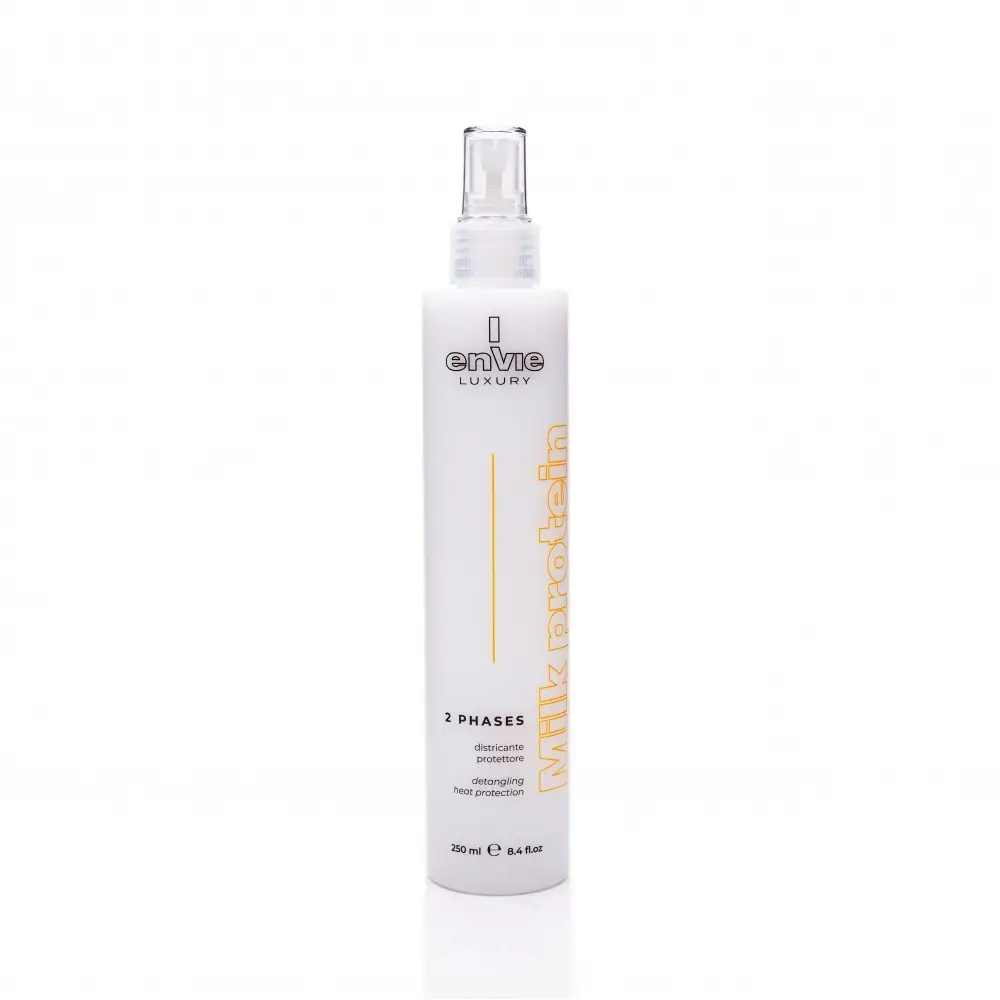 envie
LUXURY
Milk protein
2 PHASES
districante
protettore
detangling
heat protection
250 ml ℮ 8.4 fl.oz